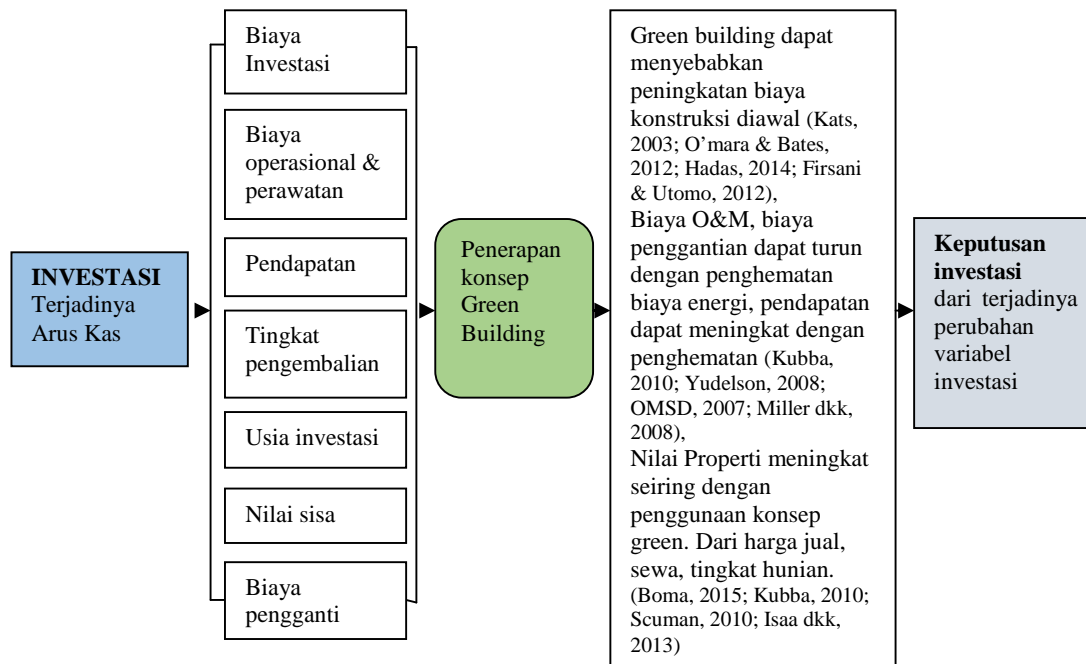 INVESTASI
Terjadinya
Arus Kas
Biaya
Investasi
Biaya
operasional &
perawatan
Pendapatan
Tingkat
pengembalian
Usia investasi
Nilai sisa
Biaya
pengganti
Penerapan
konsep
Green
Building
Green building dapat
menyebabkan
peningkatan biaya
konstruksi diawal (Kats,
2003; O’mara & Bates,
2012; Hadas, 2014; Firsani
& Utomo, 2012),
Biaya O&M, biaya
penggantian dapat turun
dengan penghematan
biaya energi, pendapatan
dapat meningkat dengan
penghematan (Kubba,
2010; Yudelson, 2008;
OMSD, 2007; Miller dkk,
2008),
Nilai Properti meningkat
seiring dengan
penggunaan konsep
green. Dari harga jual,
sewa, tingkat hunian.
(Boma, 2015; Kubba, 2010;
Scuman, 2010; Isaa dkk,
2013)
Keputusan
investasi
dari terjadinya
perubahan
variabel
investasi